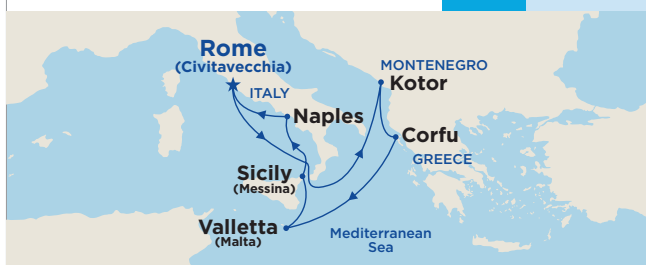 Rome
(Civitavecchia)
ITALY
MONTENEGRO
Kotor
Naples
Corfu
GREECE
Sicily
(Messina)
Valletta
(Malta)
Mediterranean
Sea